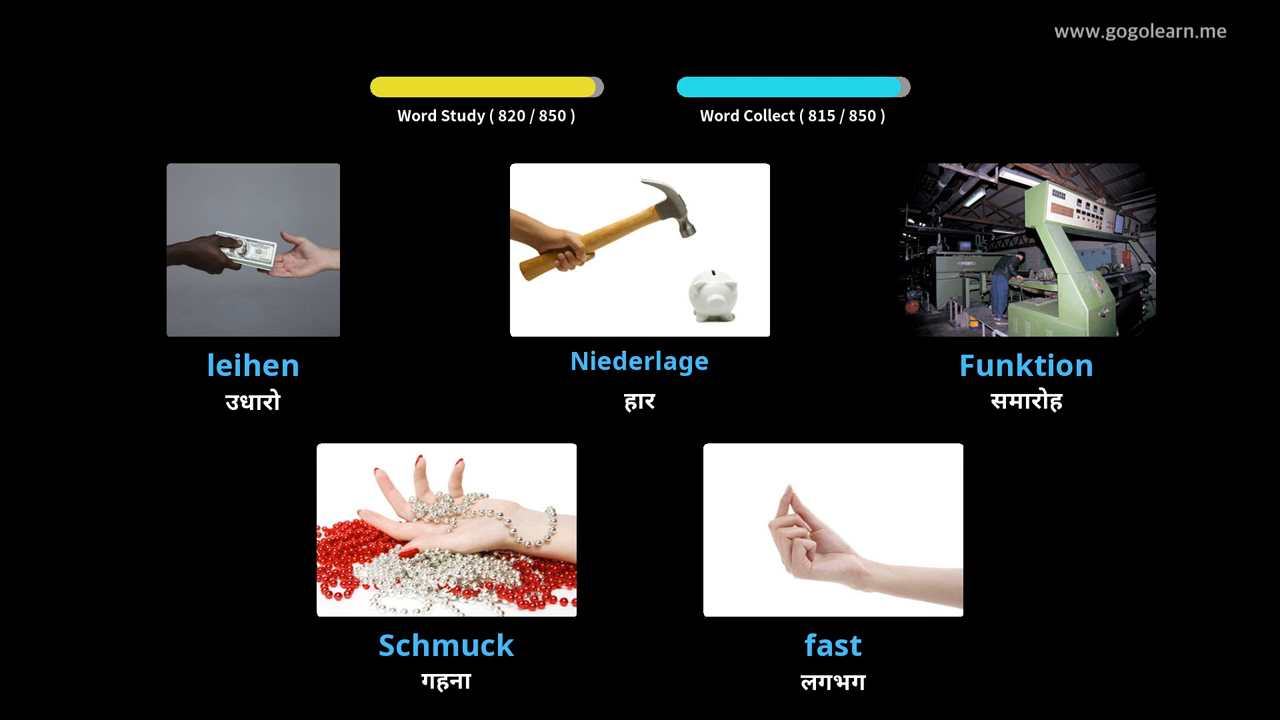 www.gogolearn.me
Word Study ( 820 / 850 )
Word Collect ( 815 / 850 )
leihen
उधारो
Niederlage
हार
Funktion
समारोह
Schmuck
गहना
fast
लगभग